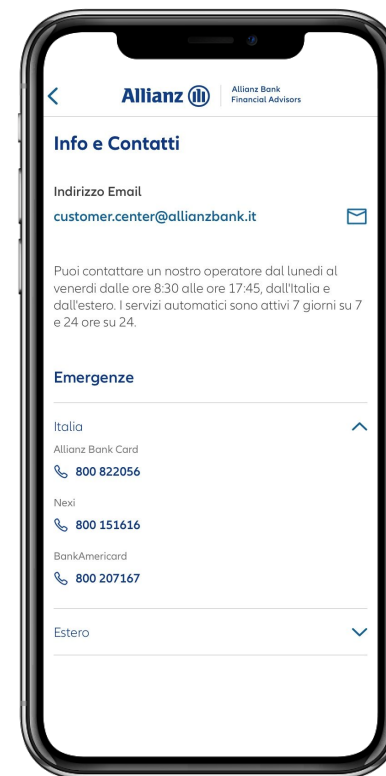 Allianz
Allianz Bank
Financial Advisors
Info e Contatti
Indirizzo Email
customer.center@allianzbank.it
Puoi contattare un nostro operatore dal lunedi al
venerdi dalle ore 8:30 alle ore 17:45, dall'Italia e
dall'estero. I servizi automatici sono attivi 7 giorni su 7
e 24 ore su 24.
Emergenze
Italia
Allianz Bank Card
800 822056
Nexi
800 151616
BankAmericard
800 207167
Estero